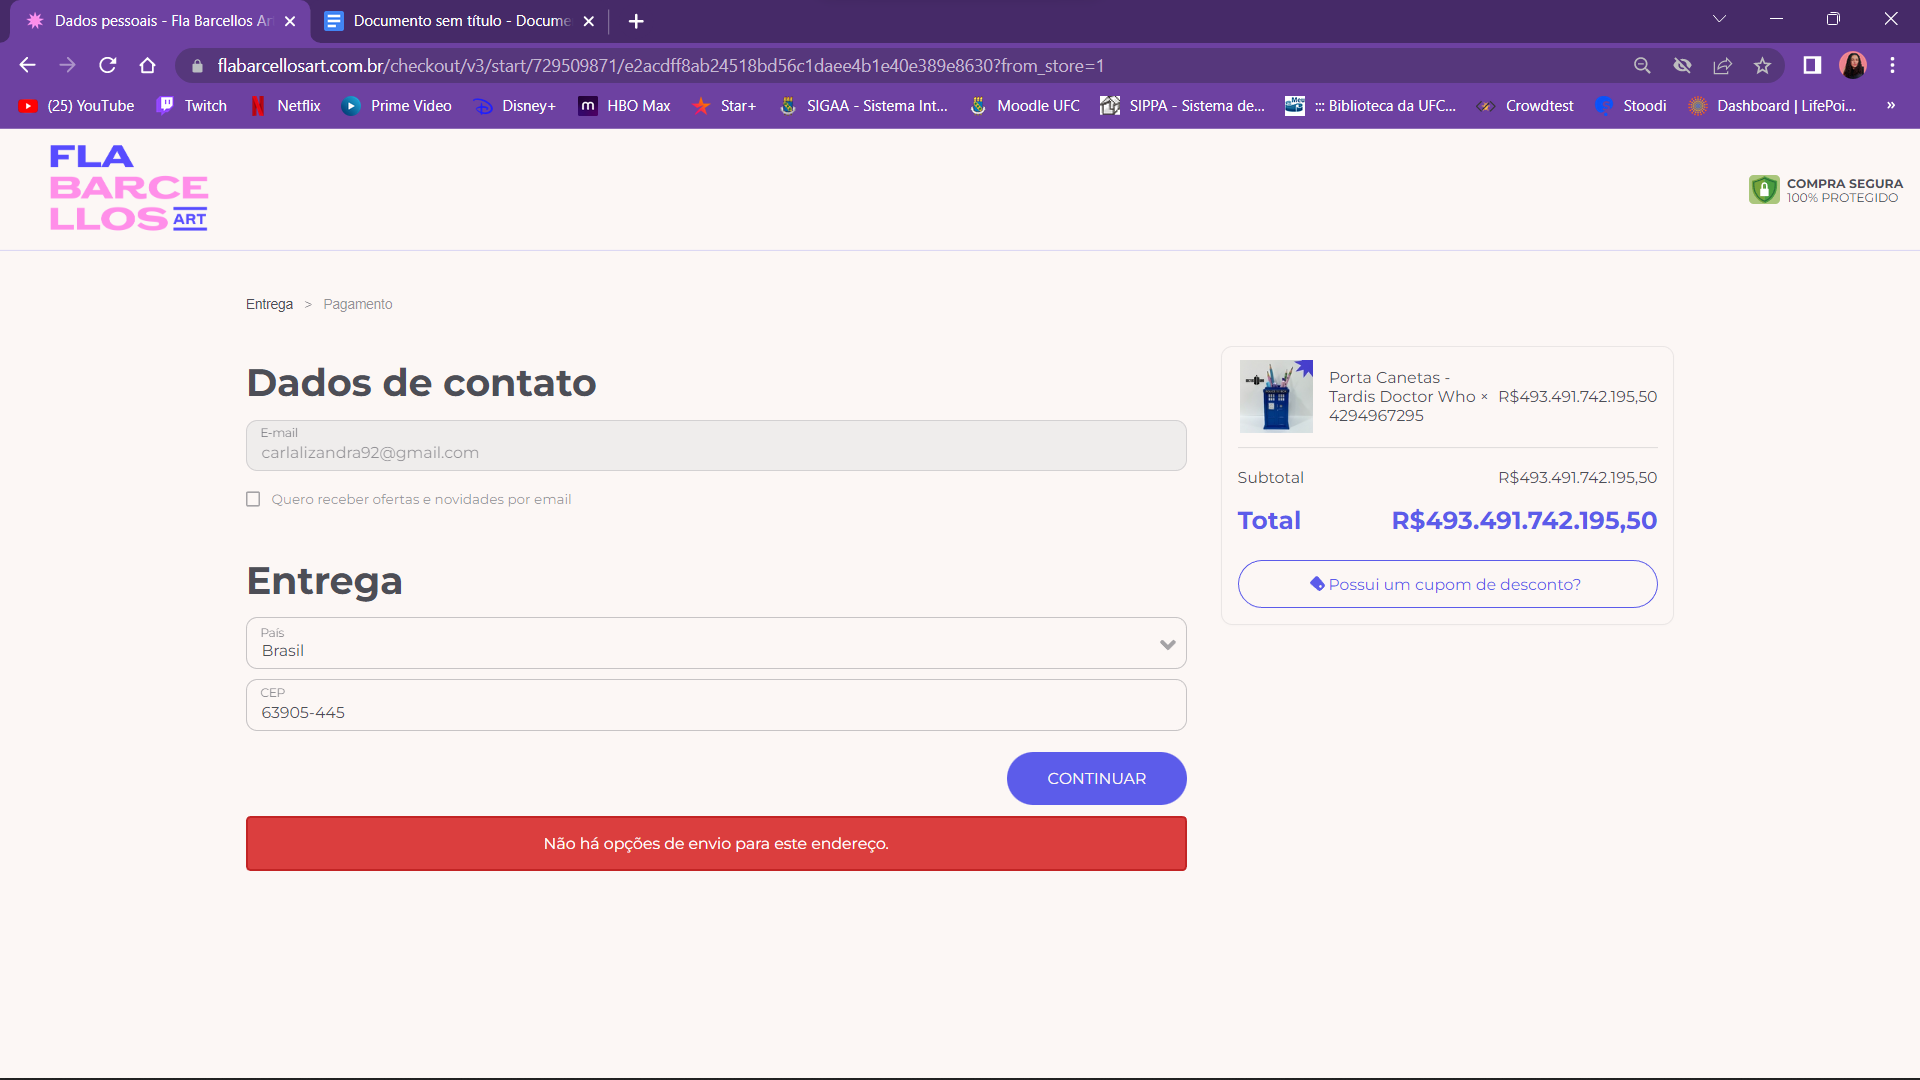 Dados pessoais - Fla Barcellos Ar
Documento sem título - Docume
flabarcellosart.com.br/checkout/v3/start/729509871/e2acdff8ab24518bd56c1daee4b1e40e389e8630?from_store=1
(25) YouTube
Twitch
Netflix
Prime Video
Disney+
HBO Max
Star+
SIGAA - Sistema Int...
Moodle UFC
SIPPA - Sistema de...
::: Biblioteca da UFC...
Crowdtest
Stoodi
Dashboard | LifePoi...
»
FLA
BARCE
LLOS ART
COMPRA SEGURA
100% PROTEGIDO
Entrega > Pagamento
Dados de contato
E-mail
carlalizandra92@gmail.com
Quero receber ofertas e novidades por email
Entrega
País
Brasil
CEP
63905-445
CONTINUAR
Não há opções de envio para este endereço.
Porta Canetas -
Tardis Doctor Who × R$493.491.742.195,50
4294967295
Subtotal R$493.491.742.195,50
Total R$493.491.742.195,50
Possui um cupom de desconto?